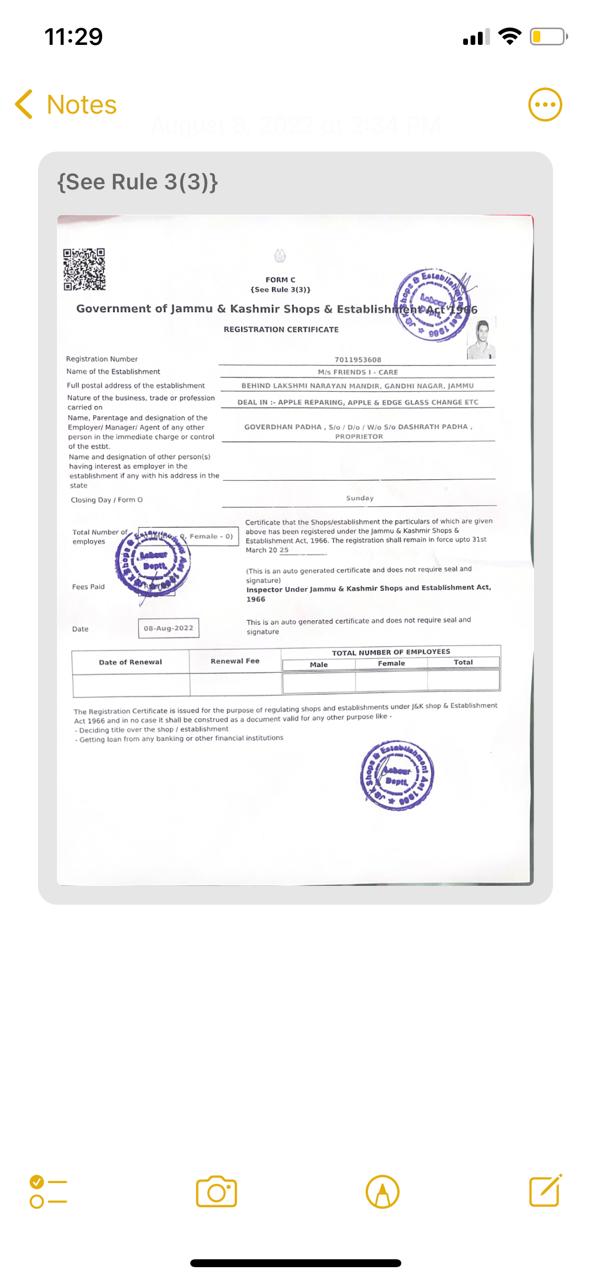 11:29
Notes
August 8, 2022 at 2:34 PM
{See Rule 3(3)}
FORM C
{See Rule 3(3)}
Government of Jammu & Kashmir Shops & Establishment Act 1966
REGISTRATION CERTIFICATE
J&K Shops & Establishment Act 1966
Labour
Deptt.
Registration Number 7011953608
Name of the Establishment M/s FRIENDS I - CARE
Full postal address of the establishment BEHIND LAKSHMI NARAYAN MANDIR, GANDHI NAGAR, JAMMU
Nature of the business, trade or profession
carried on DEAL IN :- APPLE REPARING, APPLE & EDGE GLASS CHANGE ETC
Name, Parentage and designation of the
Employer/ Manager/ Agent of any other
person in the immediate charge or control
of the estbt.
GOVERDHAN PADHA , S/o / D/o / W/o S/o DASHRATH PADHA ,
PROPRIETOR
Name and designation of other person(s)
having interest as employer in the
establishment if any with his address in the
state
Closing Day / Form O Sunday
Total Number of
employes
0, Female - 0)
Certificate that the Shops/establishment the particulars of which are given
above has been registered under the Jammu & Kashmir Shops &
Establishment Act, 1966. The registration shall remain in force upto 31st
March 20 25
J&K Shops & Establishment Act 1966
Labour
Deptt.
Fees Paid
(This is an auto generated certificate and does not require seal and
signature)
Inspector Under Jammu & Kashmir Shops and Establishment Act,
1966
Date 08-Aug-2022
This is an auto generated certificate and does not require seal and
signature
Date of Renewal Renewal Fee TOTAL NUMBER OF EMPLOYEES
Male Female Total
The Registration Certificate is issued for the purpose of regulating shops and establishments under J&K shop & Establishment
Act 1966 and in no case it shall be construed as a document valid for any other purpose like -
- Deciding title over the shop / establishment
- Getting loan from any banking or other financial institutions
J&K Shops & Establishment Act 1966
Labour
Deptt.